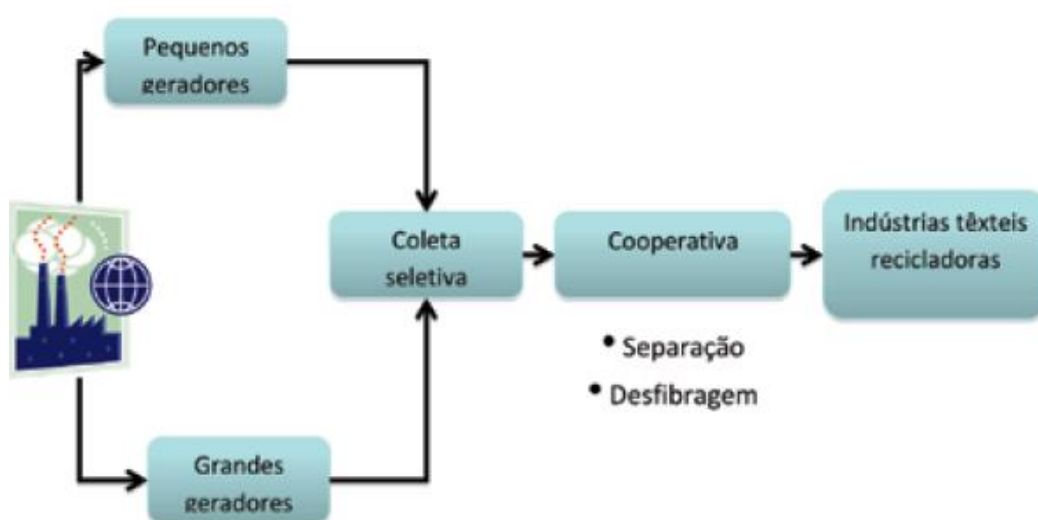 Pequenos
geradores
Coleta
seletiva
Cooperativa
Indústrias têxteis
recicladoras
• Separação
• Desfibragem
Grandes
geradores